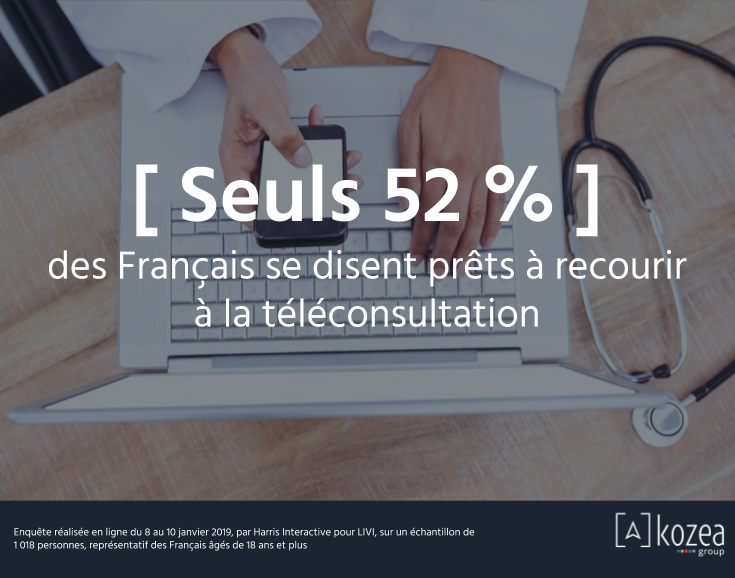 [ Seuls 52 % ]
des Français se disent prêts à recourir
à la téléconsultation
Enquête réalisée en ligne du 8 au 10 janvier 2019, par Harris Interactive pour LIVI, sur un échantillon de
1 018 personnes, représentatif des Français âgés de 18 ans et plus
[A] kozea
group